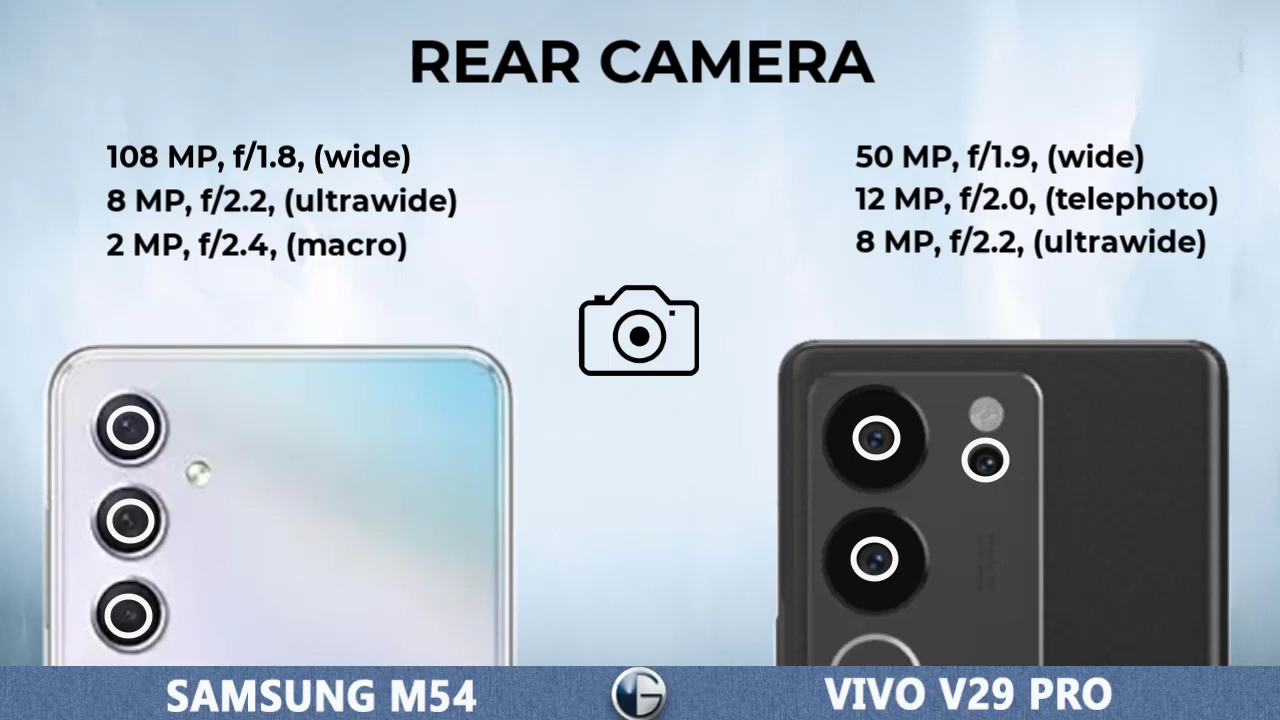 REAR CAMERA
108 MP, f/1.8, (wide)
8 MP, f/2.2, (ultrawide)
2 MP, f/2.4, (macro)
50 MP, f/1.9, (wide)
12 MP, f/2.0, (telephoto)
8 MP, f/2.2, (ultrawide)
SAMSUNG M54
VIVO V29 PRO